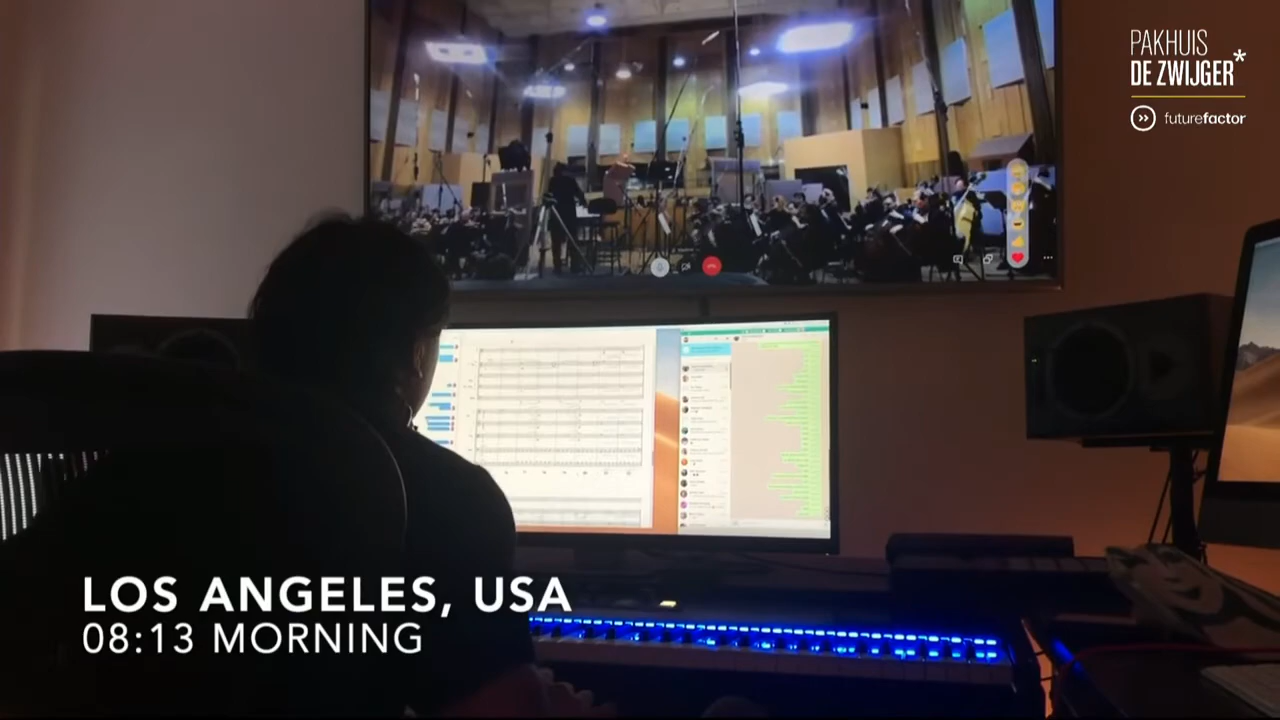 PAKHUIS
DE ZWIJGER*
futurefactor
LOS ANGELES, USA
08:13 MORNING